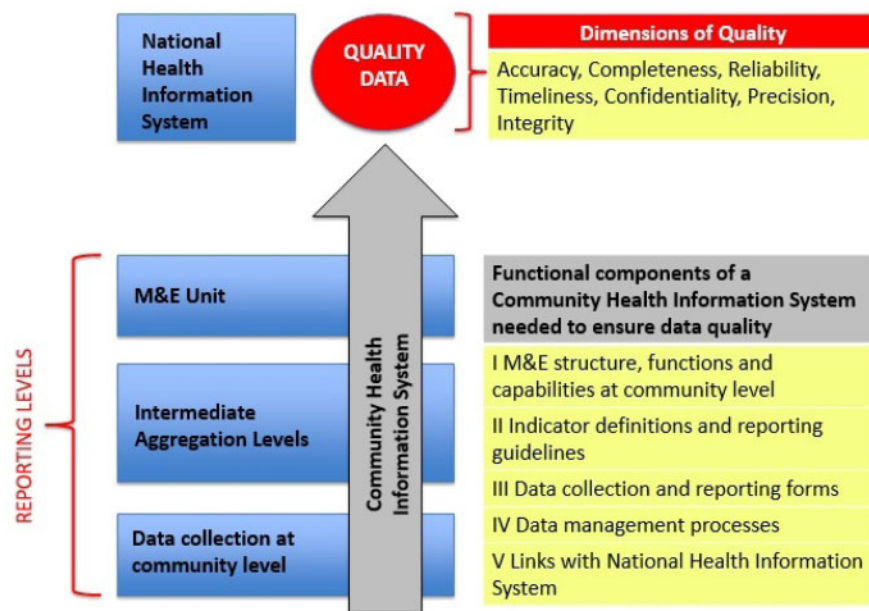 National
Health
Information
System
QUALITY
DATA
Dimensions of Quality
Accuracy, Completeness, Reliability,
Timeliness, Confidentiality, Precision,
Integrity
REPORTING LEVELS
M&E Unit
Intermediate
Aggregation Levels
Data collection at
community level
Community Health
Information System
Functional components of a
Community Health Information System
needed to ensure data quality
I M&E structure, functions and
capabilities at community level
II Indicator definitions and reporting
guidelines
III Data collection and reporting forms
IV Data management processes
V Links with National Health Information
System